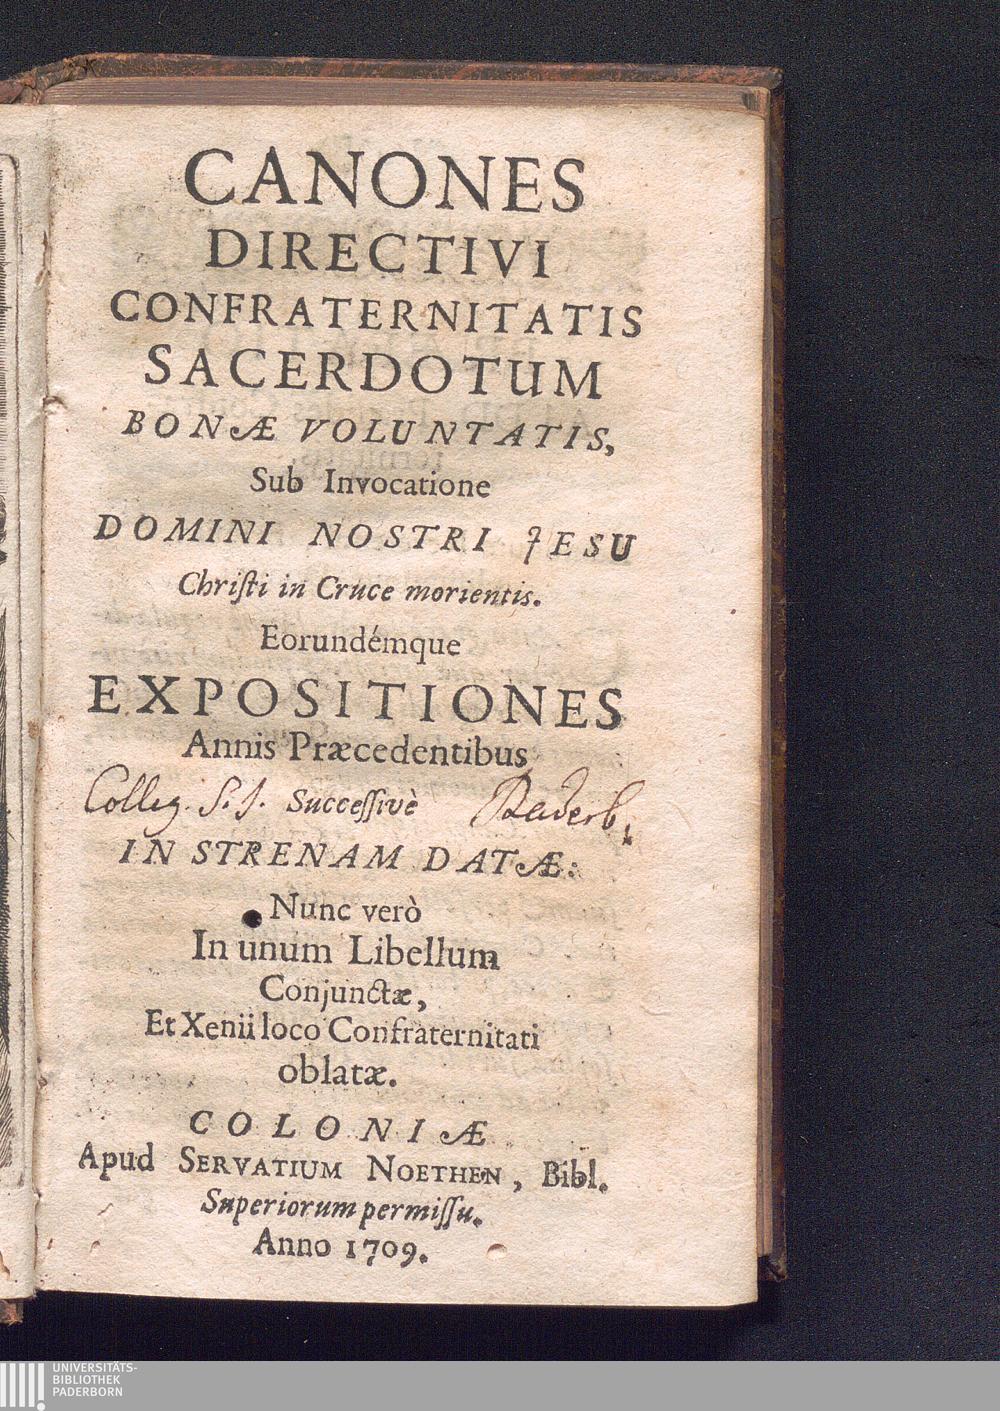 CANONES
DIRECTIVI
CONFRATERNITATIS
SACERDOTUM
BONÆ VOLUNTATIS,
Sub Invocatione
DOMINI NOSTRI JESU
Chriſti in Cruce morientis.
Eorundémque
EXPOSITIONES
Annis Præcedentibus
Colleg. S. J. Succeſſivè Paderb.
IN STRENAM DATÆ:
Nunc verò
In unum Libellum
Conjunctæ,
Et Xenii loco Confraternitati
oblatæ.
COLONIÆ
Apud SERVATIUM NOETHEN, Bibl.
Superiorum permiſſu.
Anno 1709.
UNIVERSITÄTS-
BIBLIOTHEK
PADERBORN